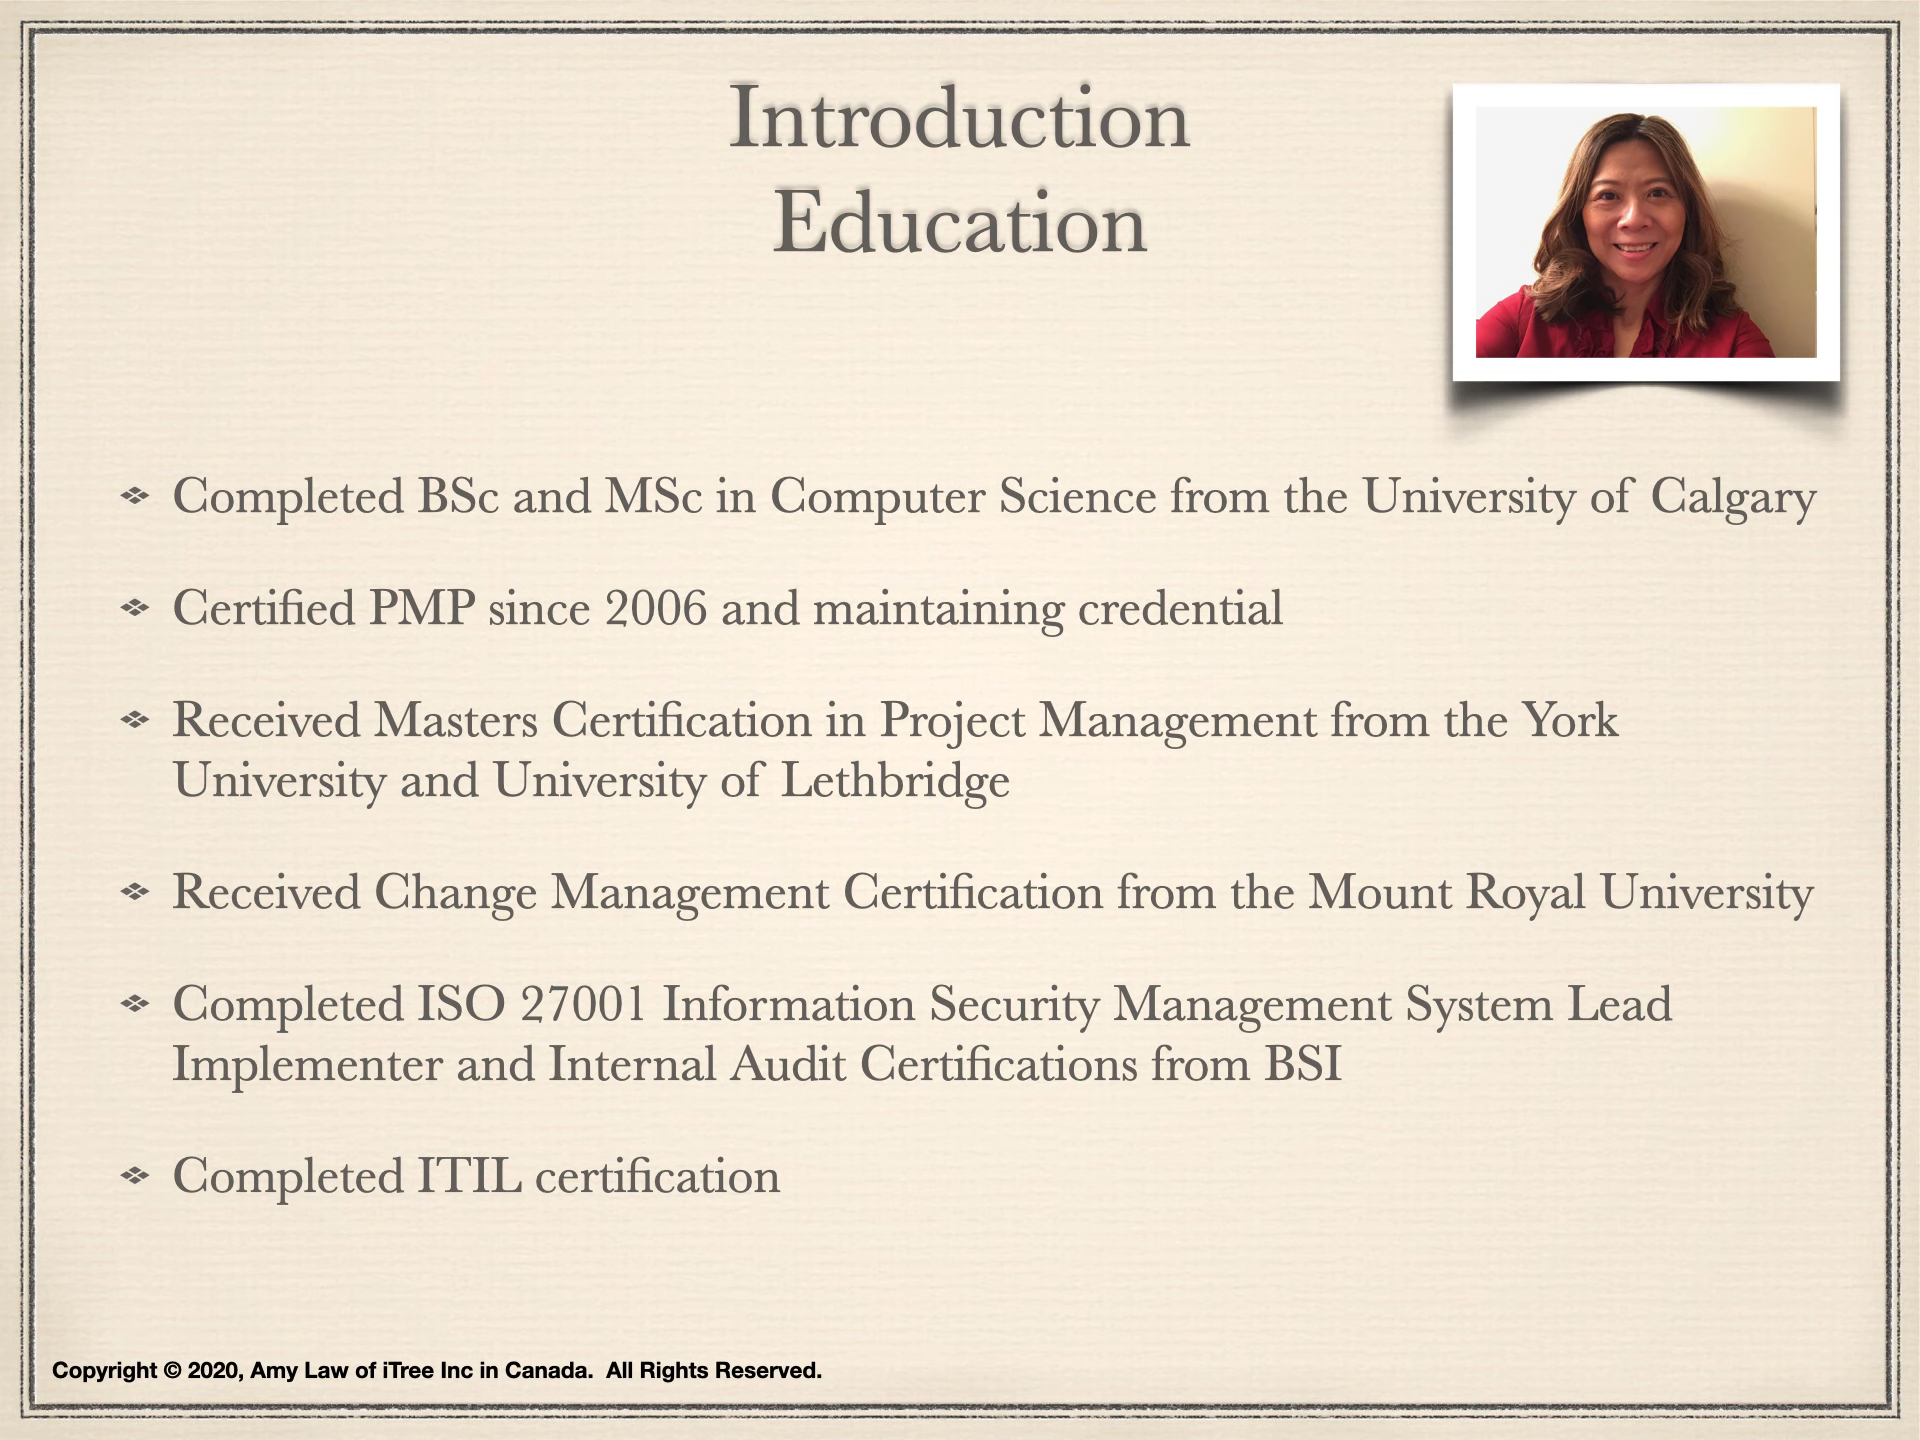 Introduction
Education
Completed BSc and MSc in Computer Science from the University of Calgary
Certified PMP since 2006 and maintaining credential
Received Masters Certification in Project Management from the York
University and University of Lethbridge
Received Change Management Certification from the Mount Royal University
Completed ISO 27001 Information Security Management System Lead
Implementer and Internal Audit Certifications from BSI
Completed ITIL certification
Copyright © 2020, Amy Law of iTree Inc in Canada.  All Rights Reserved.